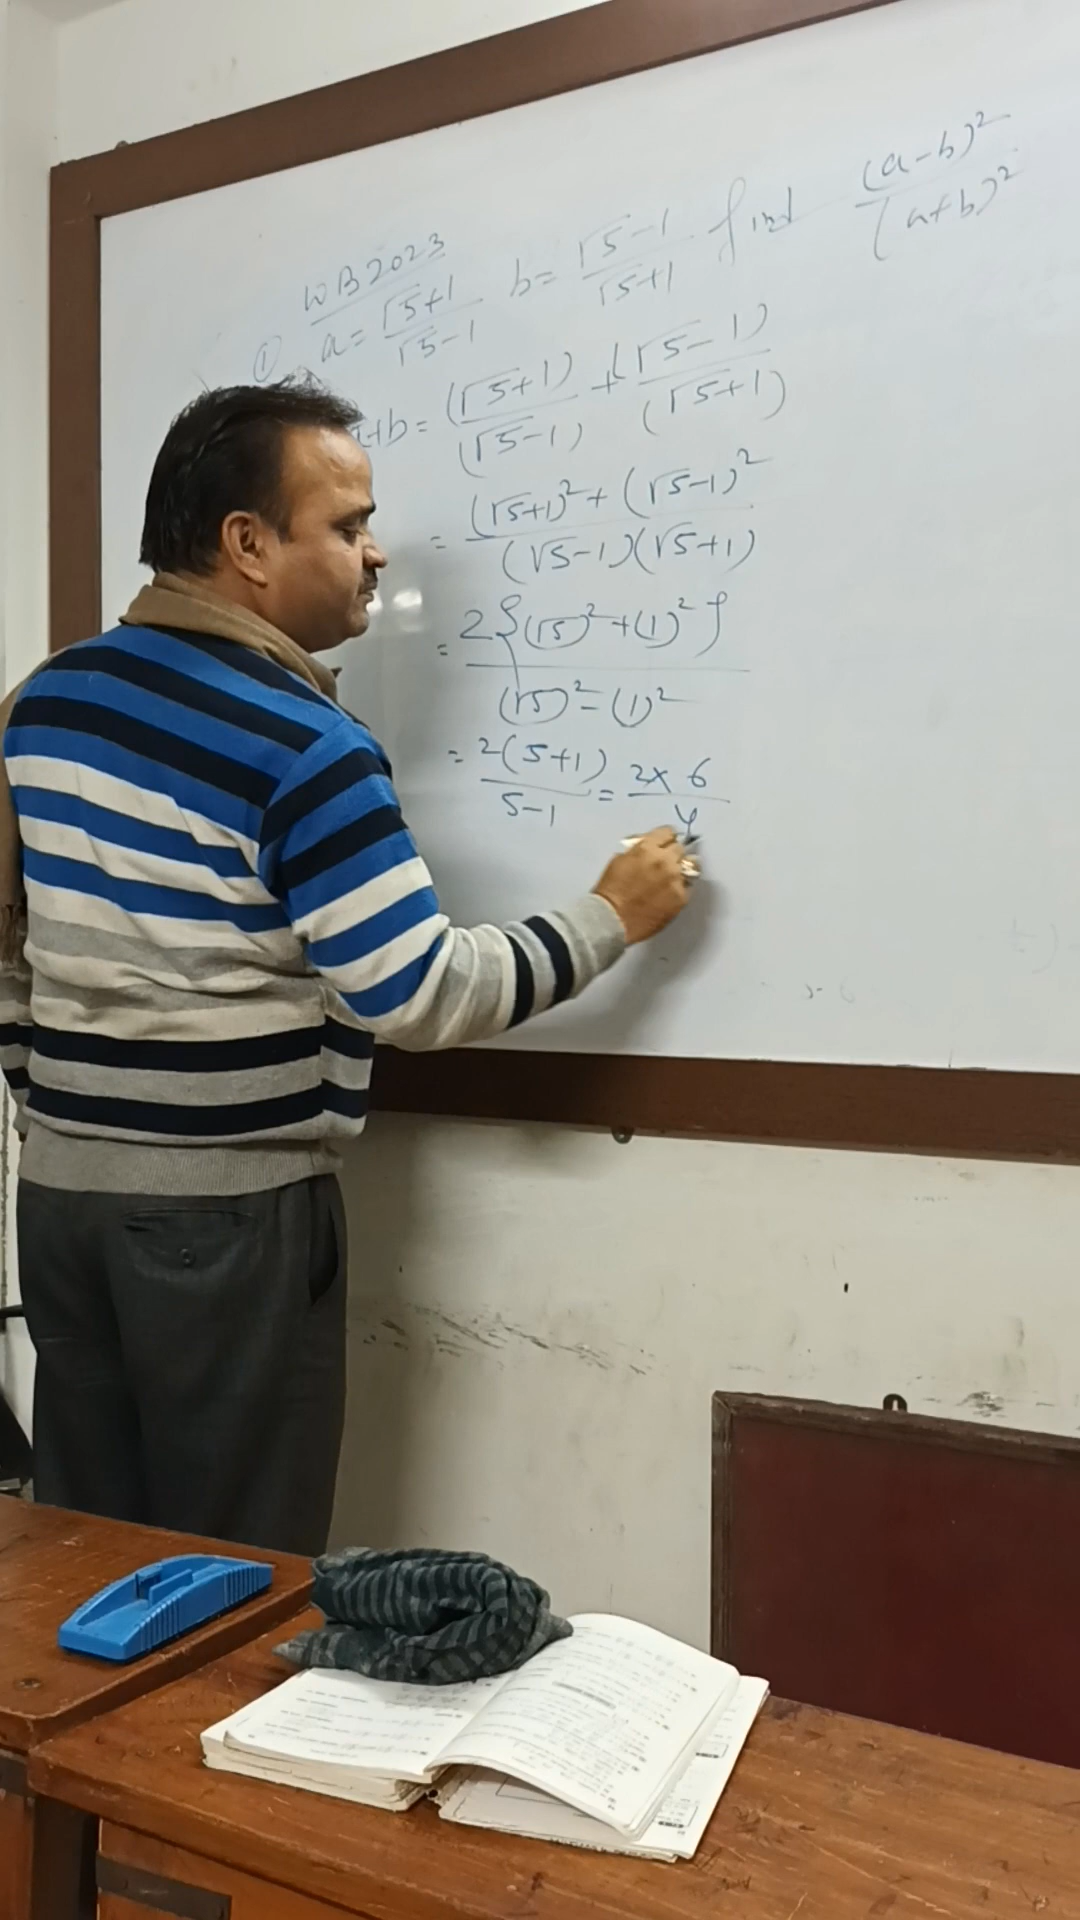 WB 2023
① a = (√5+1)/(√5-1) b = (√5-1)/(√5+1) find (a-b)²/(a+b)²
a+b = (√5+1)/(√5-1) + (√5-1)/(√5+1)
= ((√5+1)² + (√5-1)²)/((√5-1)(√5+1))
= 2{(√5)² + (1)²}/((√5)² - (1)²)
= 2(5+1)/(5-1) = 2×6/4